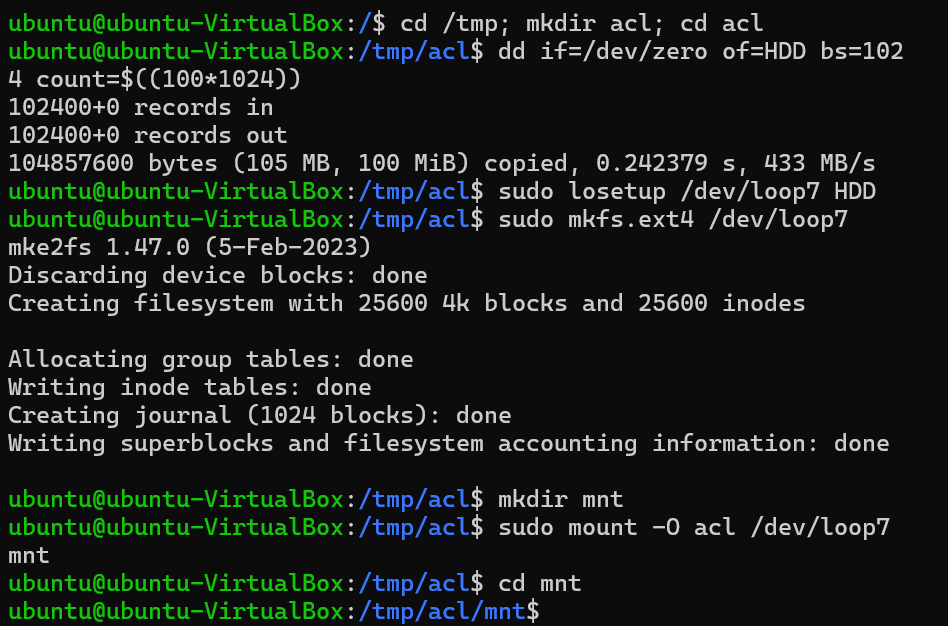 ubuntu@ubuntu-VirtualBox:/$ cd /tmp; mkdir acl; cd acl
ubuntu@ubuntu-VirtualBox:/tmp/acl$ dd if=/dev/zero of=HDD bs=102
4 count=$((100*1024))
102400+0 records in
102400+0 records out
104857600 bytes (105 MB, 100 MiB) copied, 0.242379 s, 433 MB/s
ubuntu@ubuntu-VirtualBox:/tmp/acl$ sudo losetup /dev/loop7 HDD
ubuntu@ubuntu-VirtualBox:/tmp/acl$ sudo mkfs.ext4 /dev/loop7
mke2fs 1.47.0 (5-Feb-2023)
Discarding device blocks: done
Creating filesystem with 25600 4k blocks and 25600 inodes

Allocating group tables: done
Writing inode tables: done
Creating journal (1024 blocks): done
Writing superblocks and filesystem accounting information: done

ubuntu@ubuntu-VirtualBox:/tmp/acl$ mkdir mnt
ubuntu@ubuntu-VirtualBox:/tmp/acl$ sudo mount -O acl /dev/loop7
mnt
ubuntu@ubuntu-VirtualBox:/tmp/acl$ cd mnt
ubuntu@ubuntu-VirtualBox:/tmp/acl/mnt$